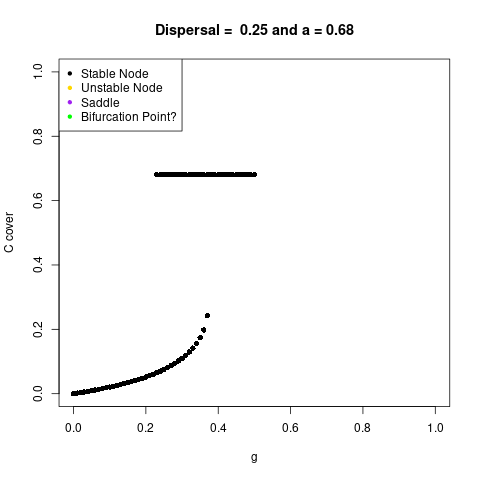 Dispersal =  0.25 and a = 0.68
Stable Node
Unstable Node
Saddle
Bifurcation Point?
1.0
0.8
0.6
0.4
0.2
0.0
C cover
0.0 0.2 0.4 0.6 0.8 1.0
g